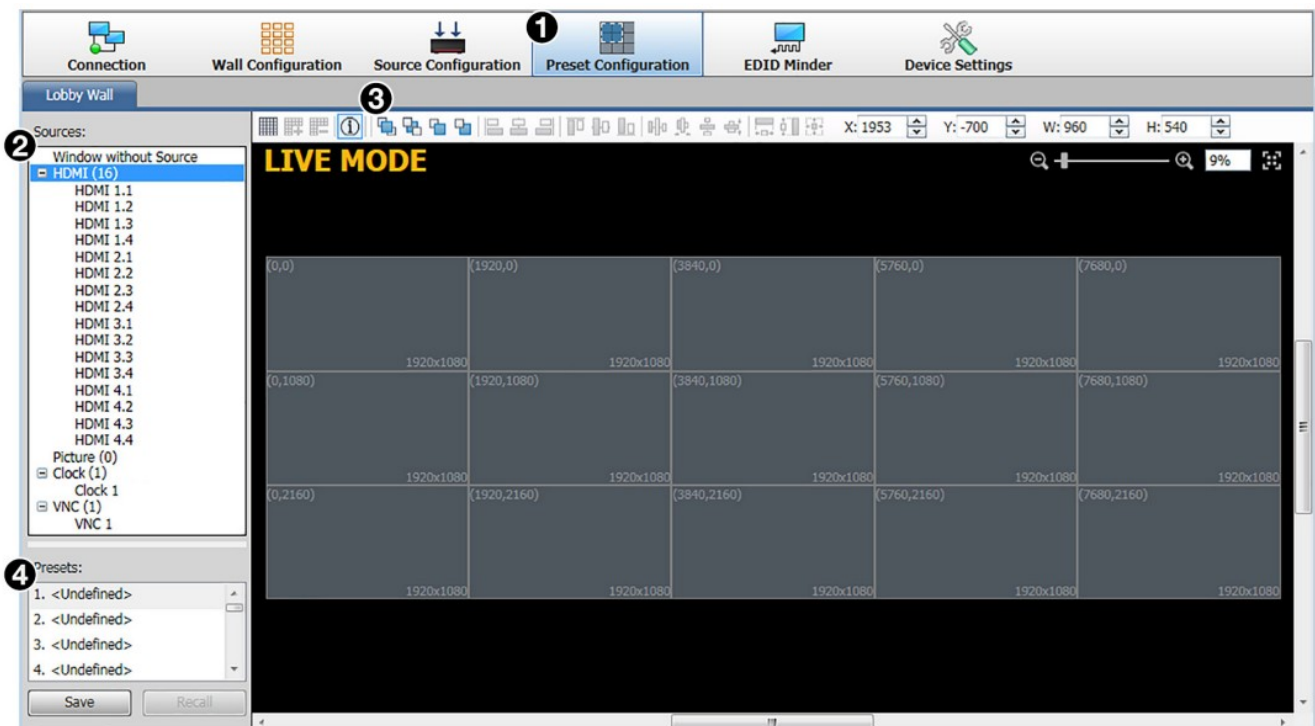 1
Connection Wall Configuration Source Configuration Preset Configuration EDID Minder Device Settings
Lobby Wall
3
Sources:
X: 1953 Y: -700 W: 960 H: 540
2
Window without Source
LIVE MODE
9%
HDMI (16)
HDMI 1.1
HDMI 1.2
HDMI 1.3
HDMI 1.4
HDMI 2.1
HDMI 2.2
HDMI 2.3
HDMI 2.4
HDMI 3.1
HDMI 3.2
HDMI 3.3
HDMI 3.4
HDMI 4.1
HDMI 4.2
HDMI 4.3
HDMI 4.4
Picture (0)
Clock (1)
Clock 1
VNC (1)
VNC 1
(0,0) (1920,0) (3840,0) (5760,0) (7680,0)
1920x1080 1920x1080 1920x1080 1920x1080 1920x1080
(0,1080) (1920,1080) (3840,1080) (5760,1080) (7680,1080)
1920x1080 1920x1080 1920x1080 1920x1080 1920x1080
(0,2160) (1920,2160) (3840,2160) (5760,2160) (7680,2160)
1920x1080 1920x1080 1920x1080 1920x1080 1920x1080
4
Presets:
1. <Undefined>
2. <Undefined>
3. <Undefined>
4. <Undefined>
Save Recall